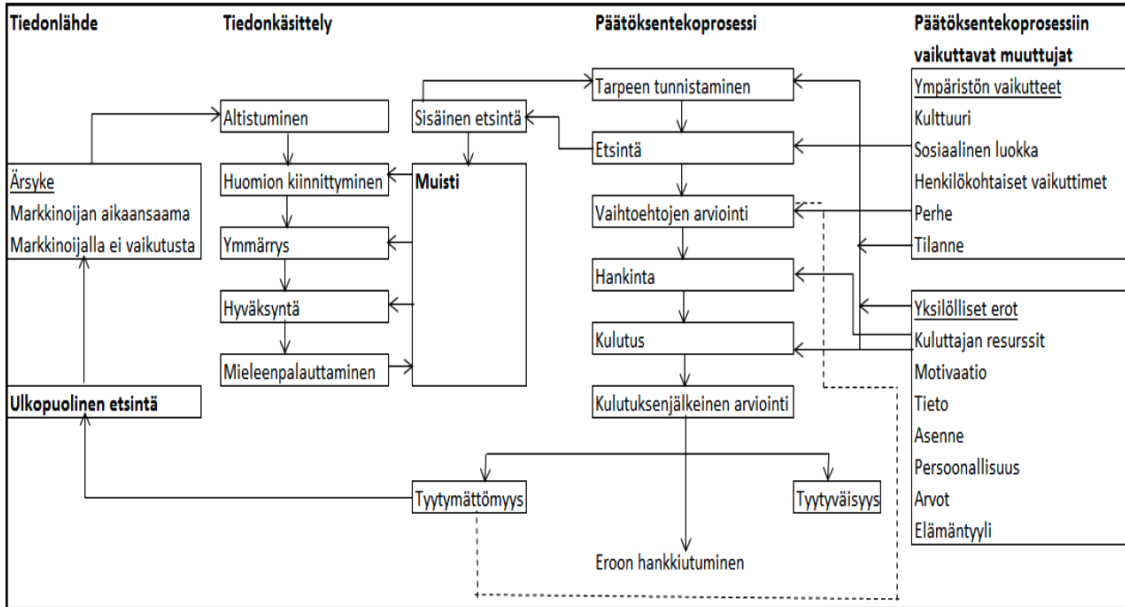 Tiedonlähde
Tiedonkäsittely
Päätöksentekoprosessi
Päätöksentekoprosessiin
vaikuttavat muuttujat
Ärsyke
Markkinoijan aikaansaama
Markkinoijalla ei vaikutusta
Ulkopuolinen etsintä
Altistuminen
Huomion kiinnittyminen
Ymmärrys
Hyväksyntä
Mieleenpalauttaminen
Sisäinen etsintä
Muisti
Tarpeen tunnistaminen
Etsintä
Vaihtoehtojen arviointi
Hankinta
Kulutus
Kulutuksenjälkeinen arviointi
Tyytymättömyys
Tyytyväisyys
Eroon hankkiutuminen
Ympäristön vaikutteet
Kulttuuri
Sosiaalinen luokka
Henkilökohtaiset vaikuttimet
Perhe
Tilanne
Yksilölliset erot
Kuluttajan resurssit
Motivaatio
Tieto
Asenne
Persoonallisuus
Arvot
Elämäntyyli